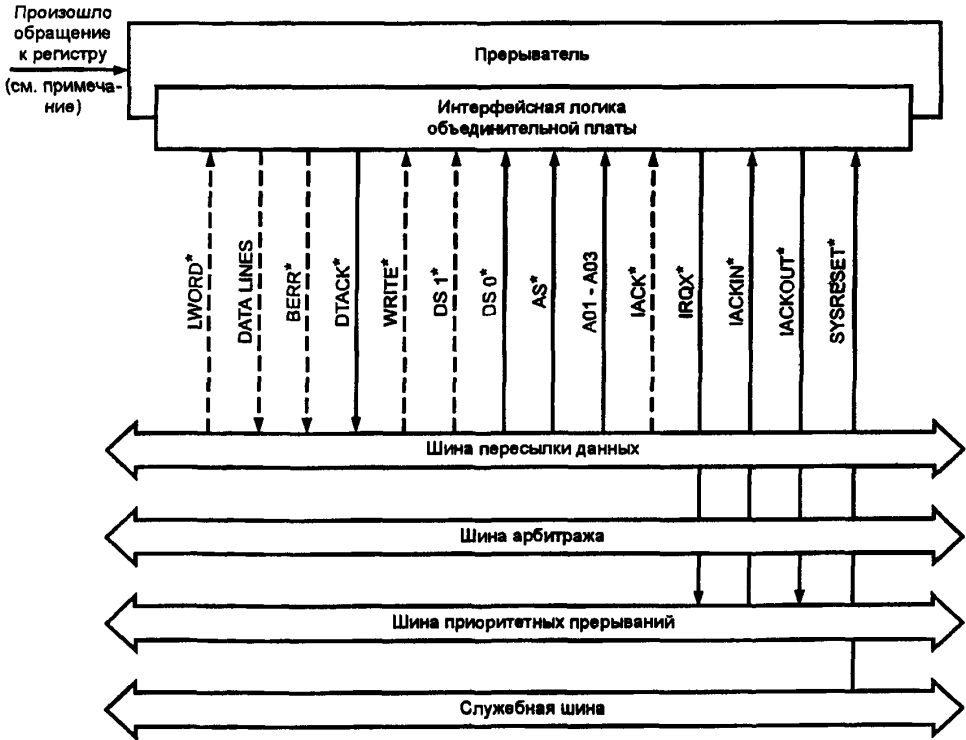 Произошло
обращение
к регистру
(см. примеча-
ние)
Прерыватель
Интерфейсная логика
объединительной платы
LWORD*
DATA LINES
BERR*
DTACK*
WRITE*
DS 1*
DS 0*
AS*
A01 - A03
IACK*
IRQX*
IACKIN*
IACKOUT*
SYSRESET*
Шина пересылки данных
Шина арбитража
Шина приоритетных прерываний
Служебная шина